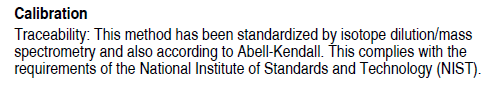 Calibration
Traceability: This method has been standardized by isotope dilution/mass
spectrometry and also according to Abell-Kendall. This complies with the
requirements of the National Institute of Standards and Technology (NIST).